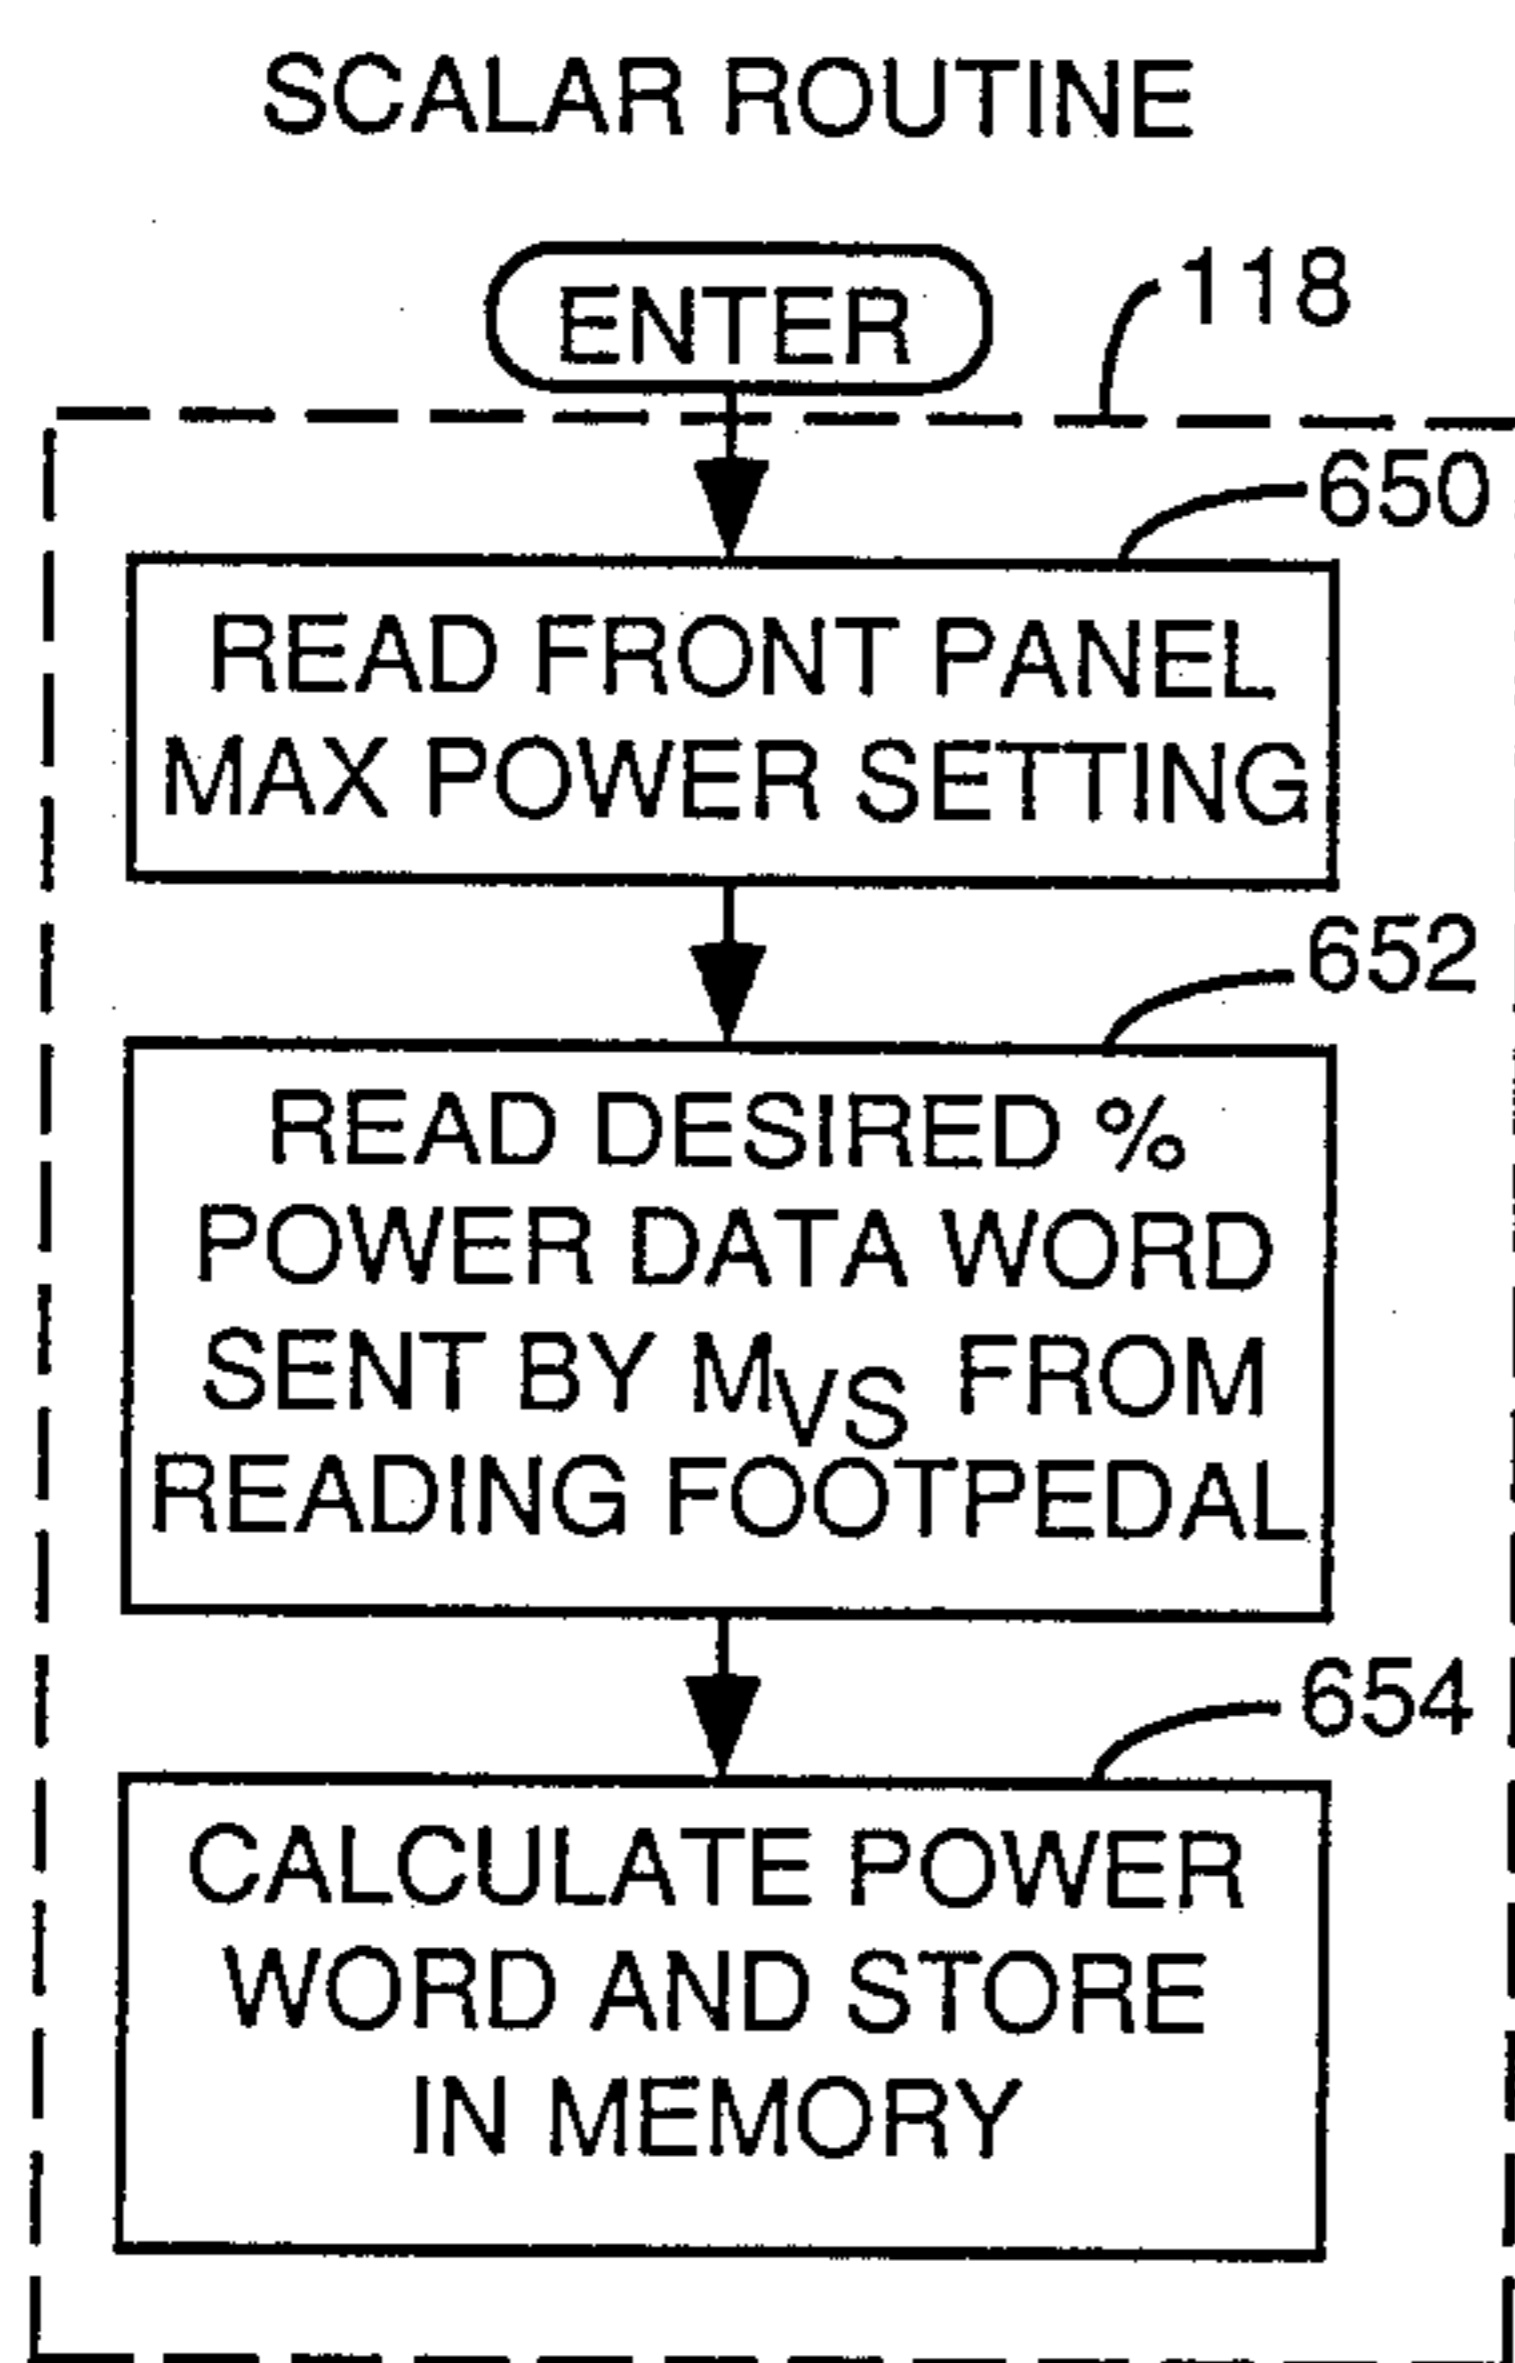 SCALAR ROUTINE
ENTER
118
650
READ FRONT PANEL
MAX POWER SETTING
652
READ DESIRED %
POWER DATA WORD
SENT BY MVS FROM
READING FOOTPEDAL
654
CALCULATE POWER
WORD AND STORE
IN MEMORY